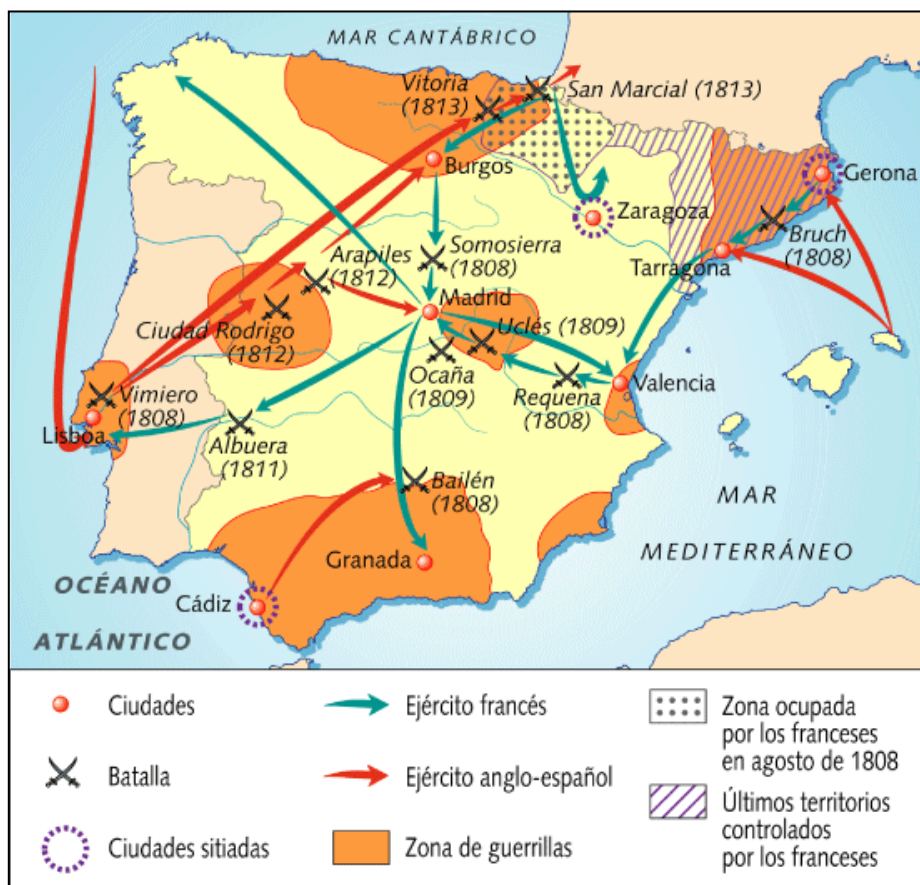 MAR CANTÁBRICO
Vitoria
(1813)
San Marcial (1813)
Burgos
Gerona
Zaragoza
Bruch
(1808)
Somosierra
(1808)
Tarragona
Arapiles
(1812)
Madrid
Ciudad Rodrigo
(1812)
Uclés (1809)
Ocaña
(1809)
Requena
(1808)
Valencia
Vimiero
(1808)
Lisboa
Albuera
(1811)
Bailén
(1808)
MAR
MEDITERRÁNEO
Granada
OCÉANO
ATLÁNTICO
Cádiz
Ciudades
Batalla
Ciudades sitiadas
Ejército francés
Ejército anglo-español
Zona de guerrillas
Zona ocupada
por los franceses
en agosto de 1808
Últimos territorios
controlados
por los franceses